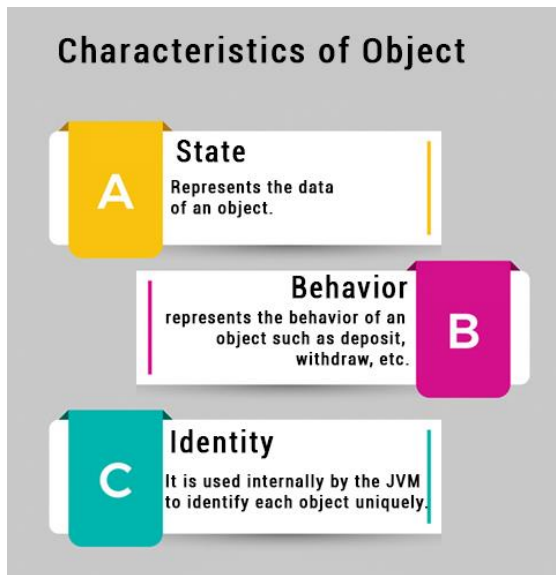 Characteristics of Object
A
State
Represents the data
of an object.
Behavior
represents the behavior of an
object such as deposit,
withdraw, etc.
B
C
Identity
It is used internally by the JVM
to identify each object uniquely.